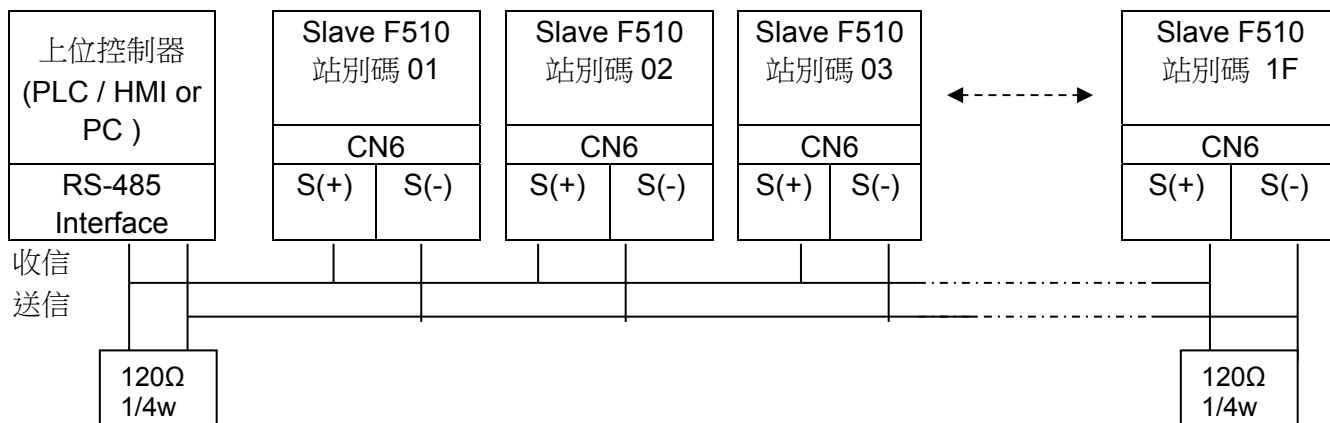 上位控制器
(PLC / HMI or
PC )
RS-485
Interface
Slave F510
站別碼 01
CN6
S(+) S(-)
Slave F510
站別碼 02
CN6
S(+) S(-)
Slave F510
站別碼 03
CN6
S(+) S(-)
Slave F510
站別碼 1F
CN6
S(+) S(-)
收信
送信
120Ω
1/4w
120Ω
1/4w